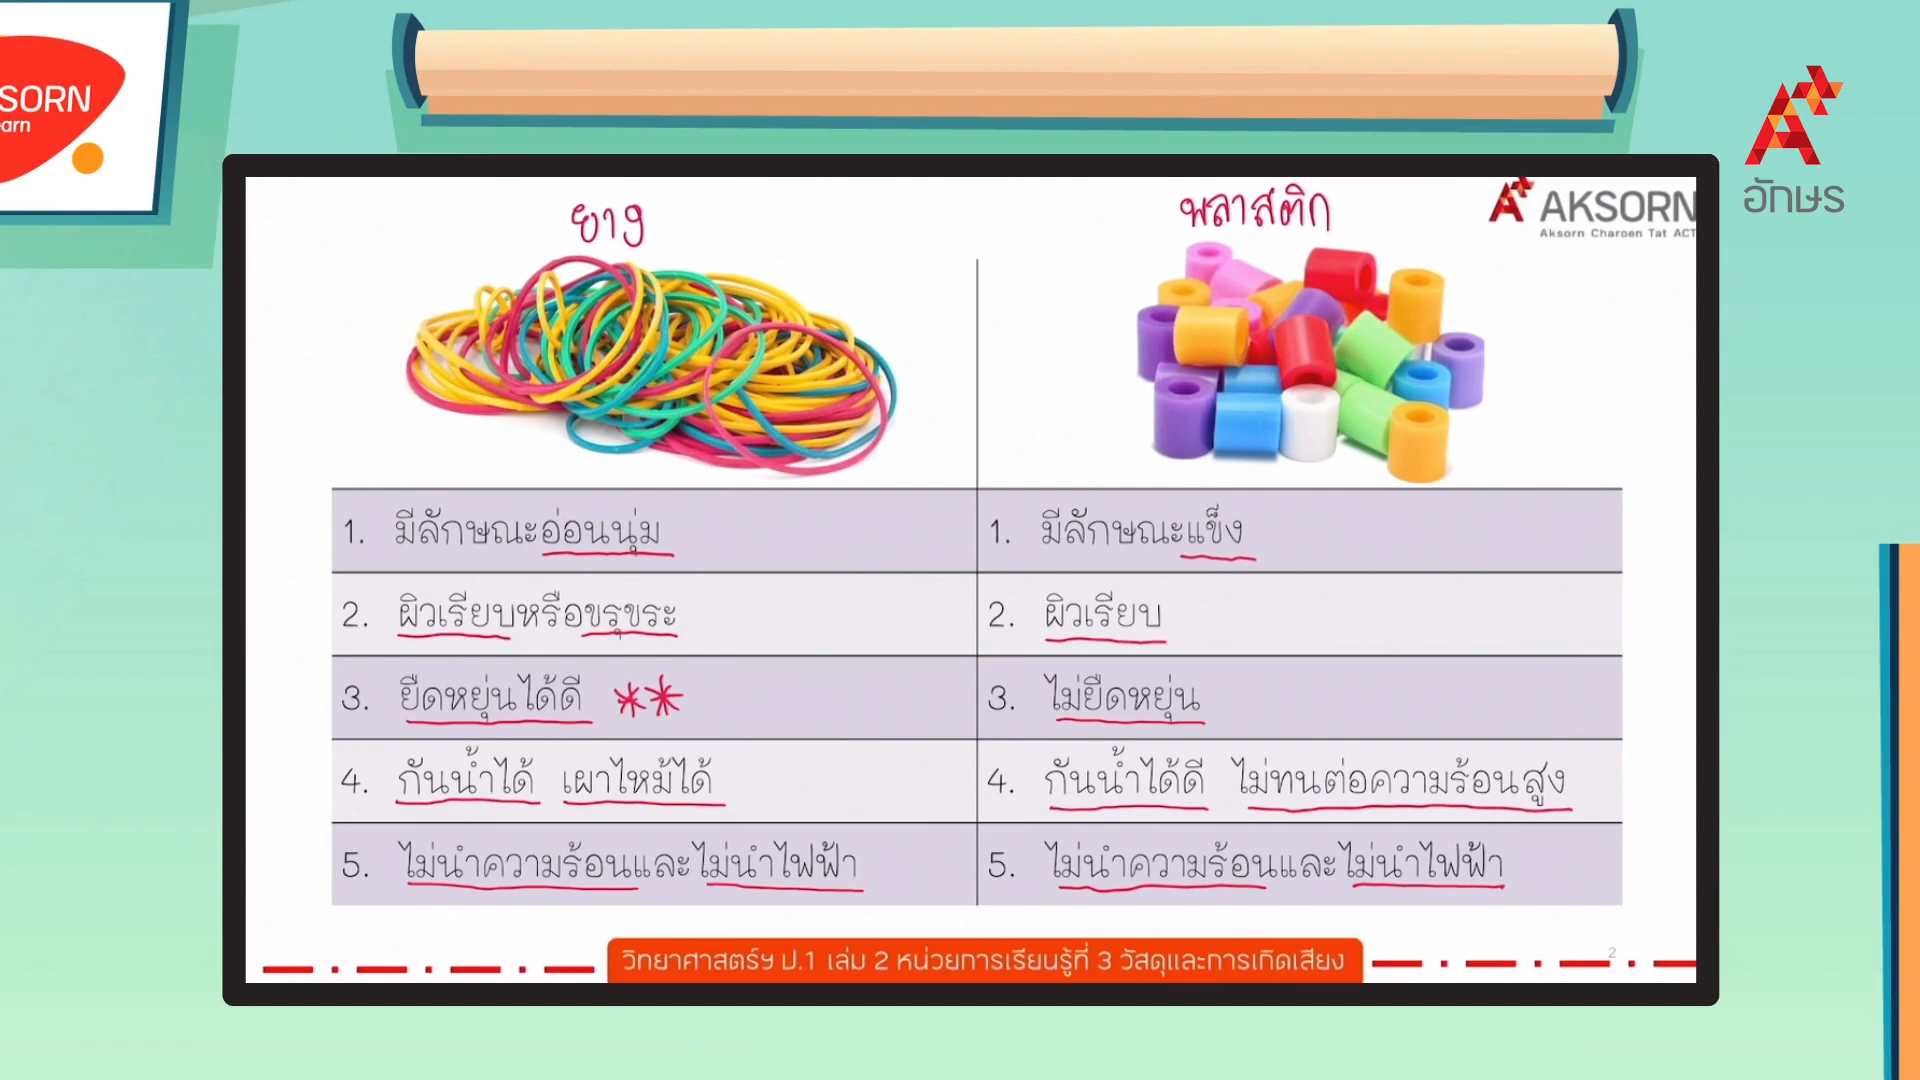 SORN
earn
อักษร
ยาง
พลาสติก
AKSORN
Aksorn Charoen Tat ACT
1. มีลักษณะอ่อนนุ่ม
1. มีลักษณะแข็ง
2. ผิวเรียบหรือขรุขระ
2. ผิวเรียบ
3. ยืดหยุ่นได้ดี **
3. ไม่ยืดหยุ่น
4. กันน้ำได้ เผาไหม้ได้
4. กันน้ำได้ดี ไม่ทนต่อความร้อนสูง
5. ไม่นำความร้อนและไม่นำไฟฟ้า
5. ไม่นำความร้อนและไม่นำไฟฟ้า
วิทยาศาสตร์ฯ ป.1 เล่ม 2 หน่วยการเรียนรู้ที่ 3 วัสดุและการเกิดเสียง
2